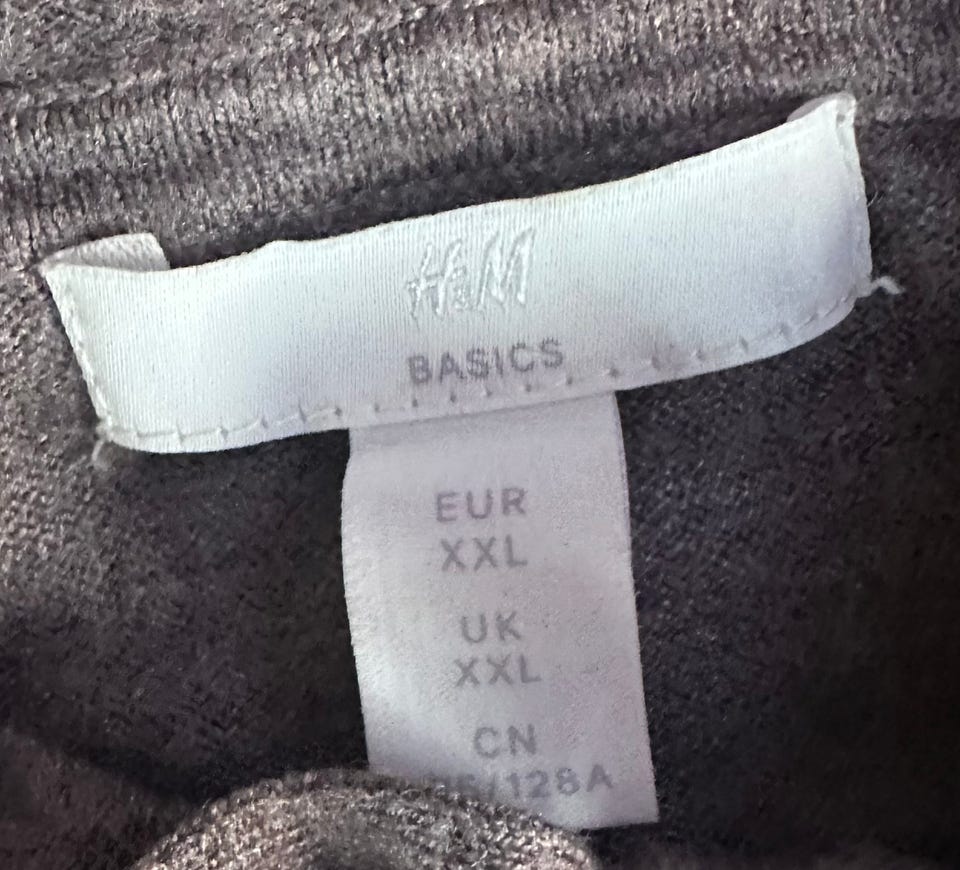 H&M
BASICS
EUR
XXL
UK
XXL
CN
/128A